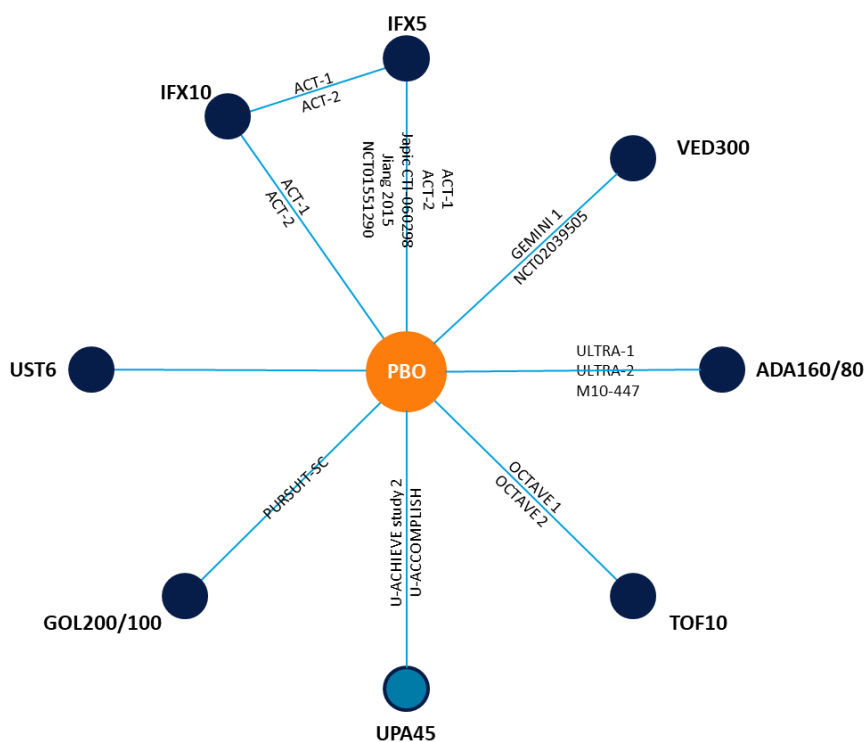 IFX5
IFX10
ACT-1
ACT-2
ACT-1
ACT-2
Japic CTI-060298
Jiang 2015
NCT01551290
ACT-1
ACT-2
VED300
GEMINI 1
NCT02039505
UST6
PBO
ULTRA-1
ULTRA-2
M10-447
ADA160/80
PURSUIT-SC
GOL200/100
U-ACHIEVE study 2
U-ACCOMPLISH
OCTAVE 1
OCTAVE 2
TOF10
UPA45